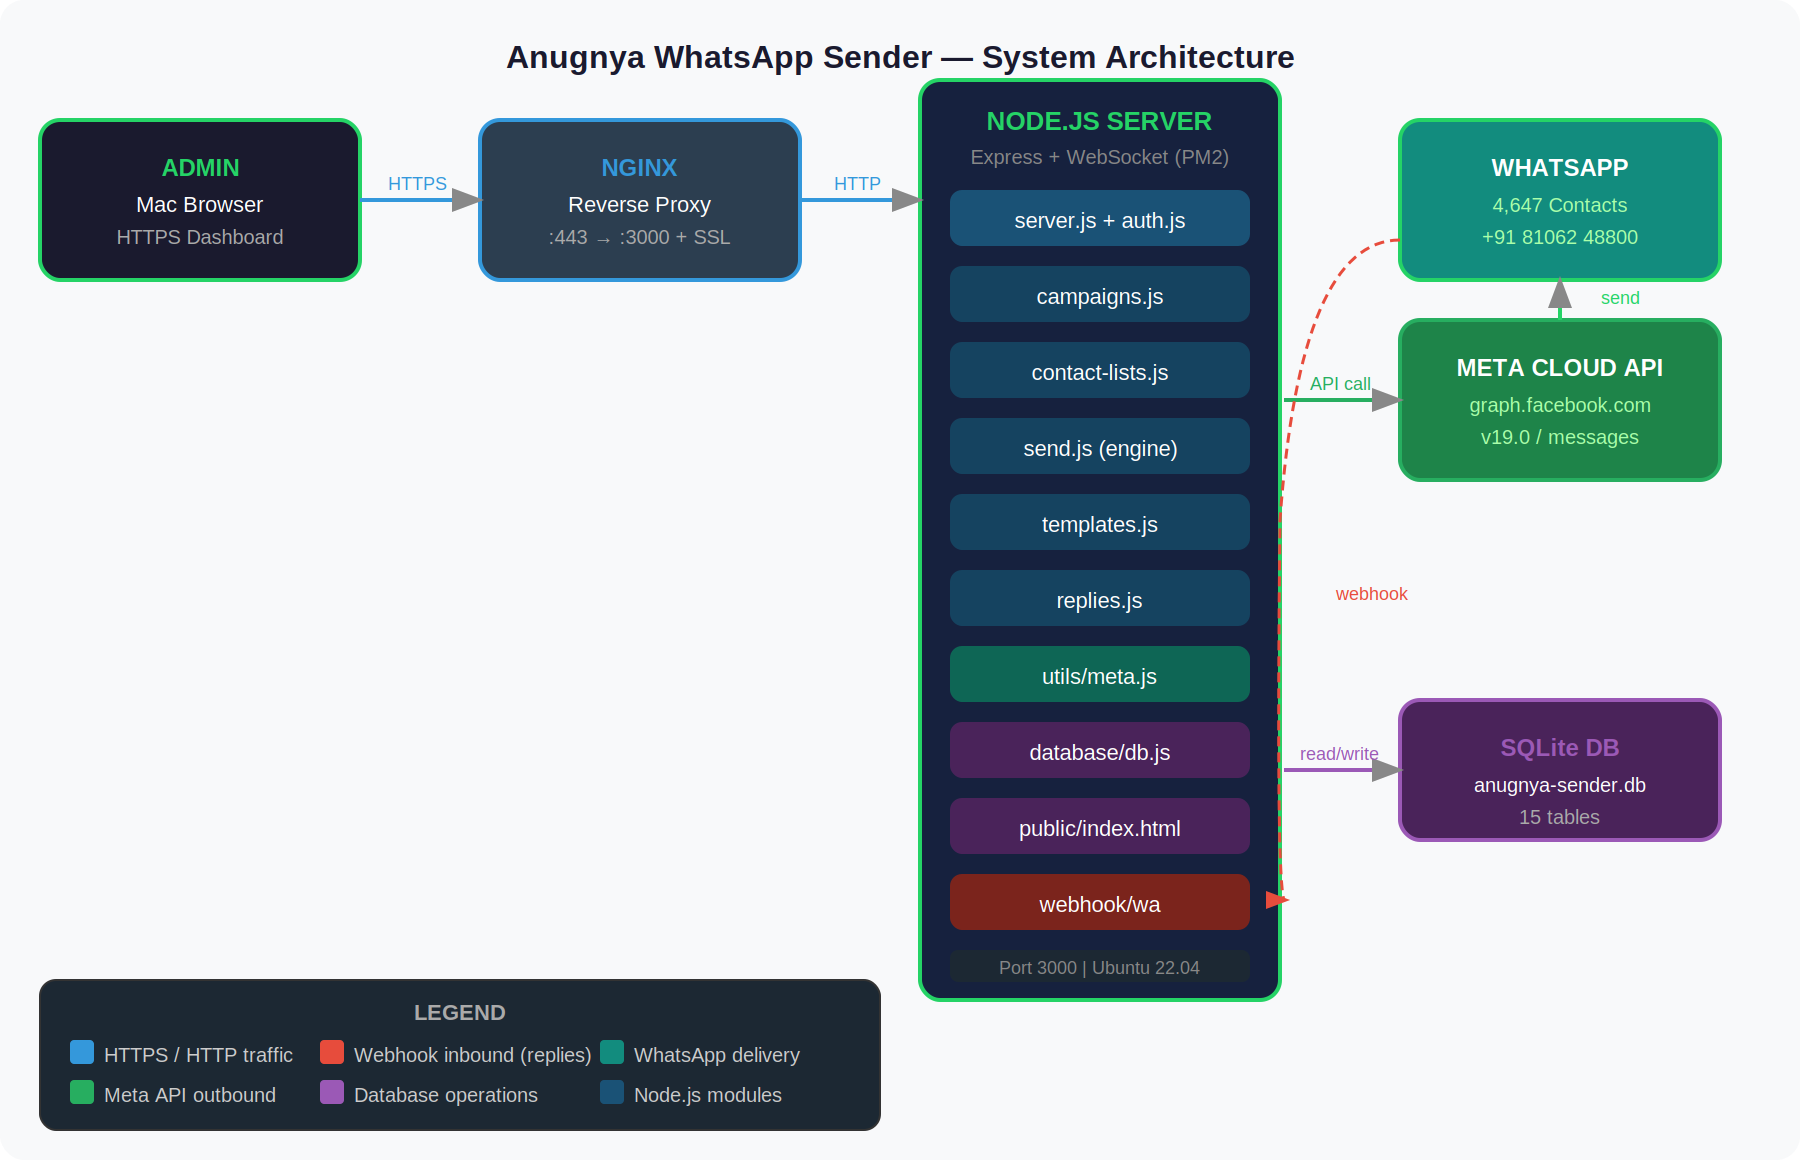 Anugnya WhatsApp Sender — System Architecture
ADMIN
Mac Browser
HTTPS Dashboard
HTTPS
NGINX
Reverse Proxy
:443 → :3000 + SSL
HTTP
NODE.JS SERVER
Express + WebSocket (PM2)
server.js + auth.js
campaigns.js
contact-lists.js
send.js (engine)
templates.js
replies.js
utils/meta.js
database/db.js
public/index.html
webhook/wa
Port 3000 | Ubuntu 22.04
WHATSAPP
4,647 Contacts
+91 81062 48800
send
API call
META CLOUD API
graph.facebook.com
v19.0 / messages
webhook
read/write
SQLite DB
anugnya-sender.db
15 tables
LEGEND
HTTPS / HTTP traffic
Webhook inbound (replies)
WhatsApp delivery
Meta API outbound
Database operations
Node.js modules